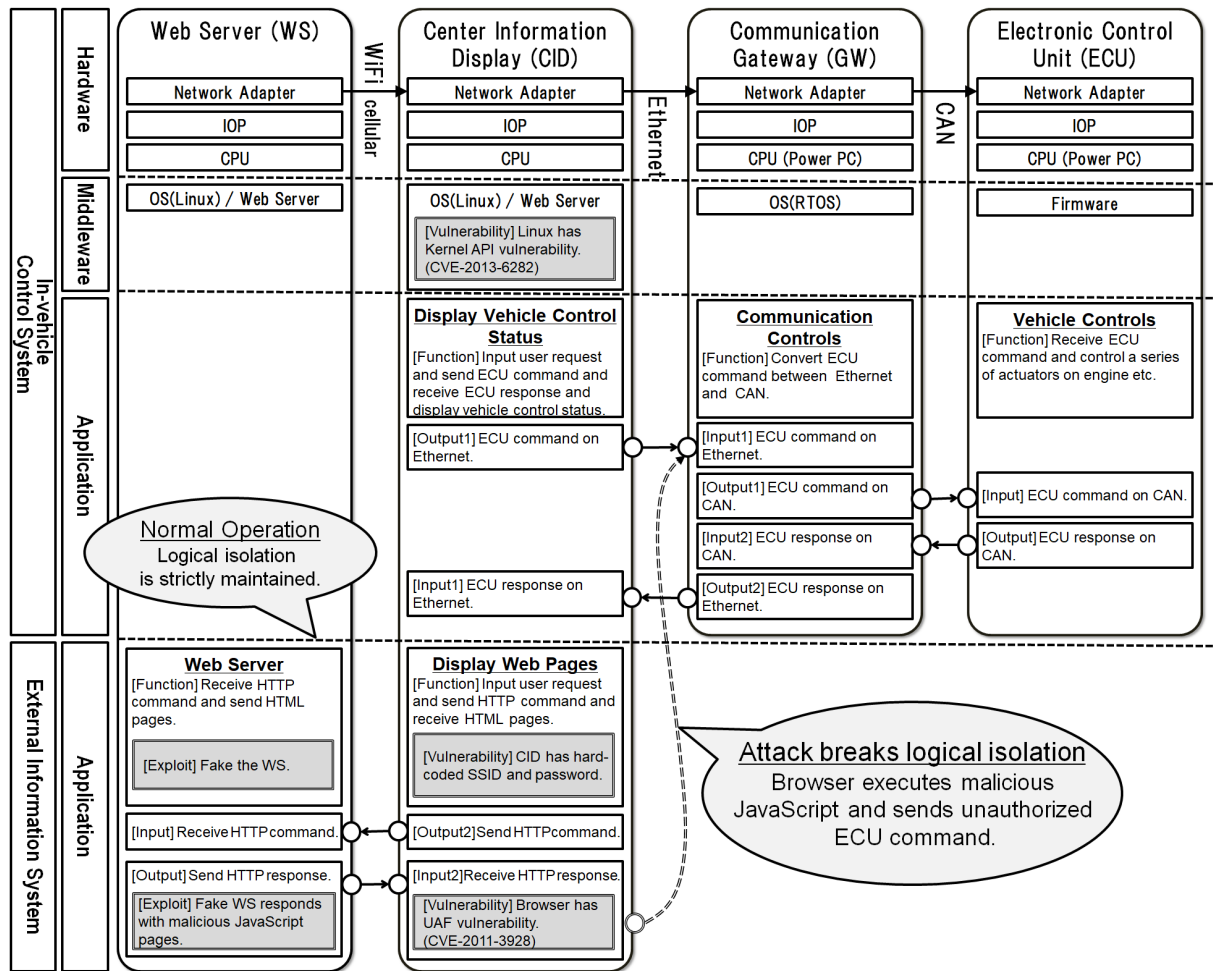 Web Server (WS)
Center Information
Display (CID)
Communication
Gateway (GW)
Electronic Control
Unit (ECU)
Hardware
Network Adapter
IOP
CPU
WiFi
cellular
Network Adapter
IOP
CPU
Ethernet
Network Adapter
IOP
CPU (Power PC)
CAN
Network Adapter
IOP
CPU (Power PC)
In-vehicle
Control System
Middleware
OS(Linux) / Web Server
OS(Linux) / Web Server
[Vulnerability] Linux has
Kernel API vulnerability.
(CVE-2013-6282)
OS(RTOS)
Firmware
Application
Display Vehicle Control
Status
[Function] Input user request
and send ECU command and
receive ECU response and
display vehicle control status.
[Output1] ECU command on
Ethernet.
[Input1] ECU response on
Ethernet.
Communication
Controls
[Function] Convert ECU
command between Ethernet
and CAN.
[Input1] ECU command on
Ethernet.
[Output1] ECU command on
CAN.
[Input2] ECU response on
CAN.
[Output2] ECU response on
Ethernet.
Vehicle Controls
[Function] Receive ECU
command and control a series
of actuators on engine etc.
[Input] ECU command on CAN.
[Output] ECU response on
CAN.
Normal Operation
Logical isolation
is strictly maintained.
External Information System
Application
Web Server
[Function] Receive HTTP
command and send HTML
pages.
[Exploit] Fake the WS.
[Input] Receive HTTP command.
[Output] Send HTTP response.
[Exploit] Fake WS responds
with malicious JavaScript
pages.
Display Web Pages
[Function] Input user request
and send HTTP command and
receive HTML pages.
[Vulnerability] CID has hard-
coded SSID and password.
[Output2]Send HTTPcommand.
[Input2]Receive HTTP response.
[Vulnerability] Browser has
UAF vulnerability.
(CVE-2011-3928)
Attack breaks logical isolation
Browser executes malicious
JavaScript and sends unauthorized
ECU command.